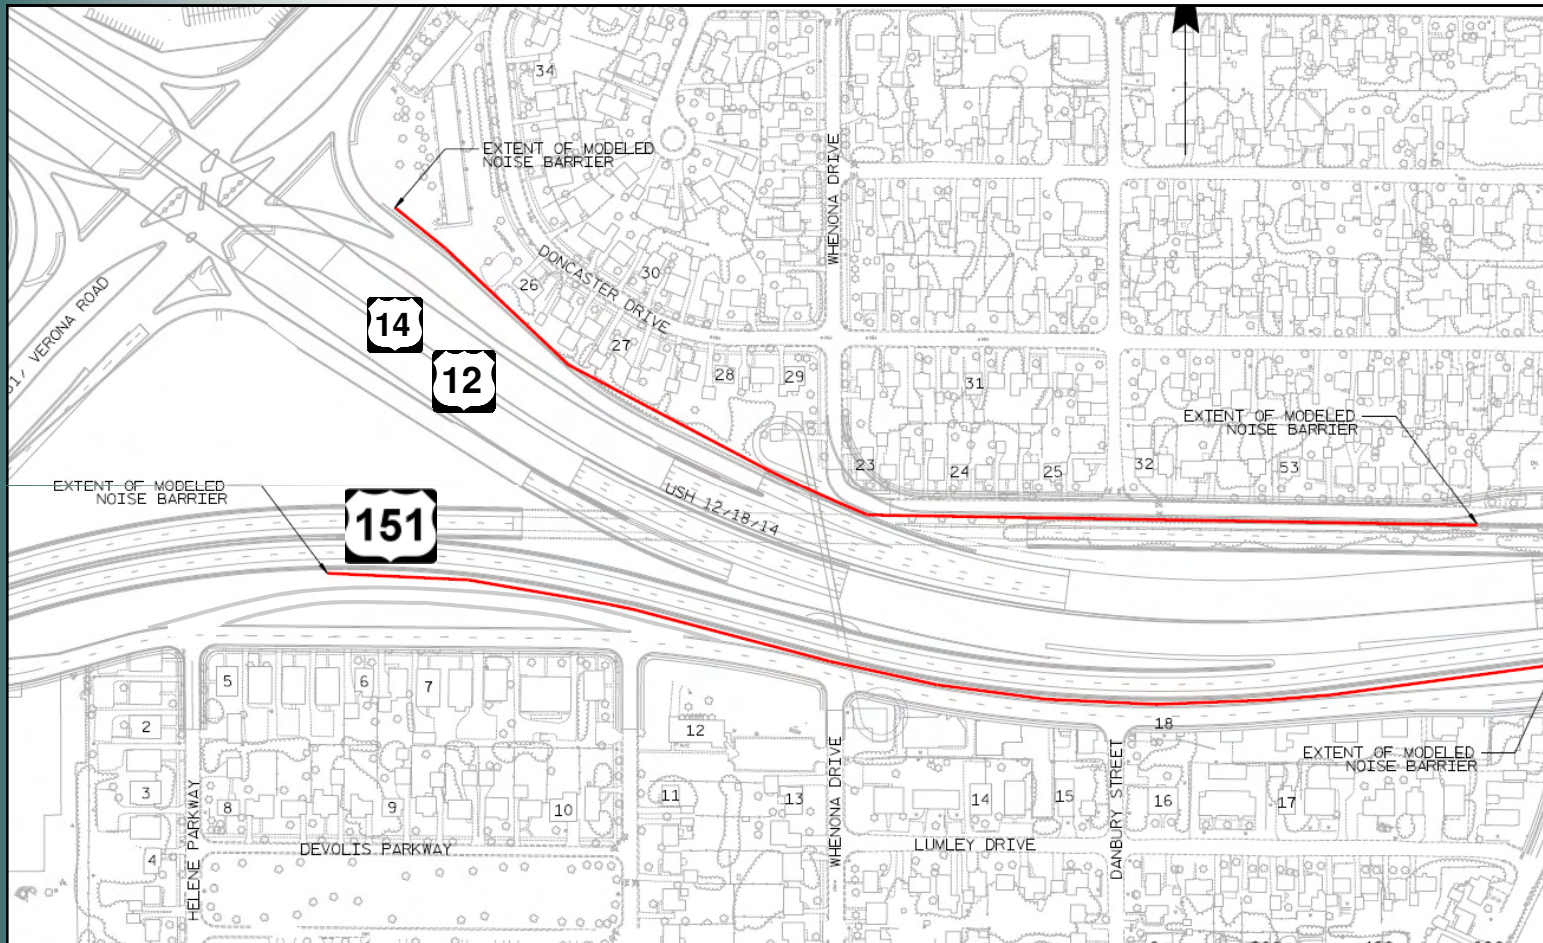 34
EXTENT OF MODELED
NOISE BARRIER
WHENONA DRIVE
DONCASTER DRIVE
30
26
27
VERONA ROAD
14
12
28
29
31
EXTENT OF MODELED
NOISE BARRIER
23
24
25
32
53
EXTENT OF MODELED
NOISE BARRIER
151
USH 12/18/14
5
6
7
2
12
18
EXTENT OF MODELED
NOISE BARRIER
3
8
9
10
11
13
14
15
16
17
4
HELENE PARKWAY
DEVOLIS PARKWAY
WHENONA DRIVE
LUMLEY DRIVE
DANBURY STREET